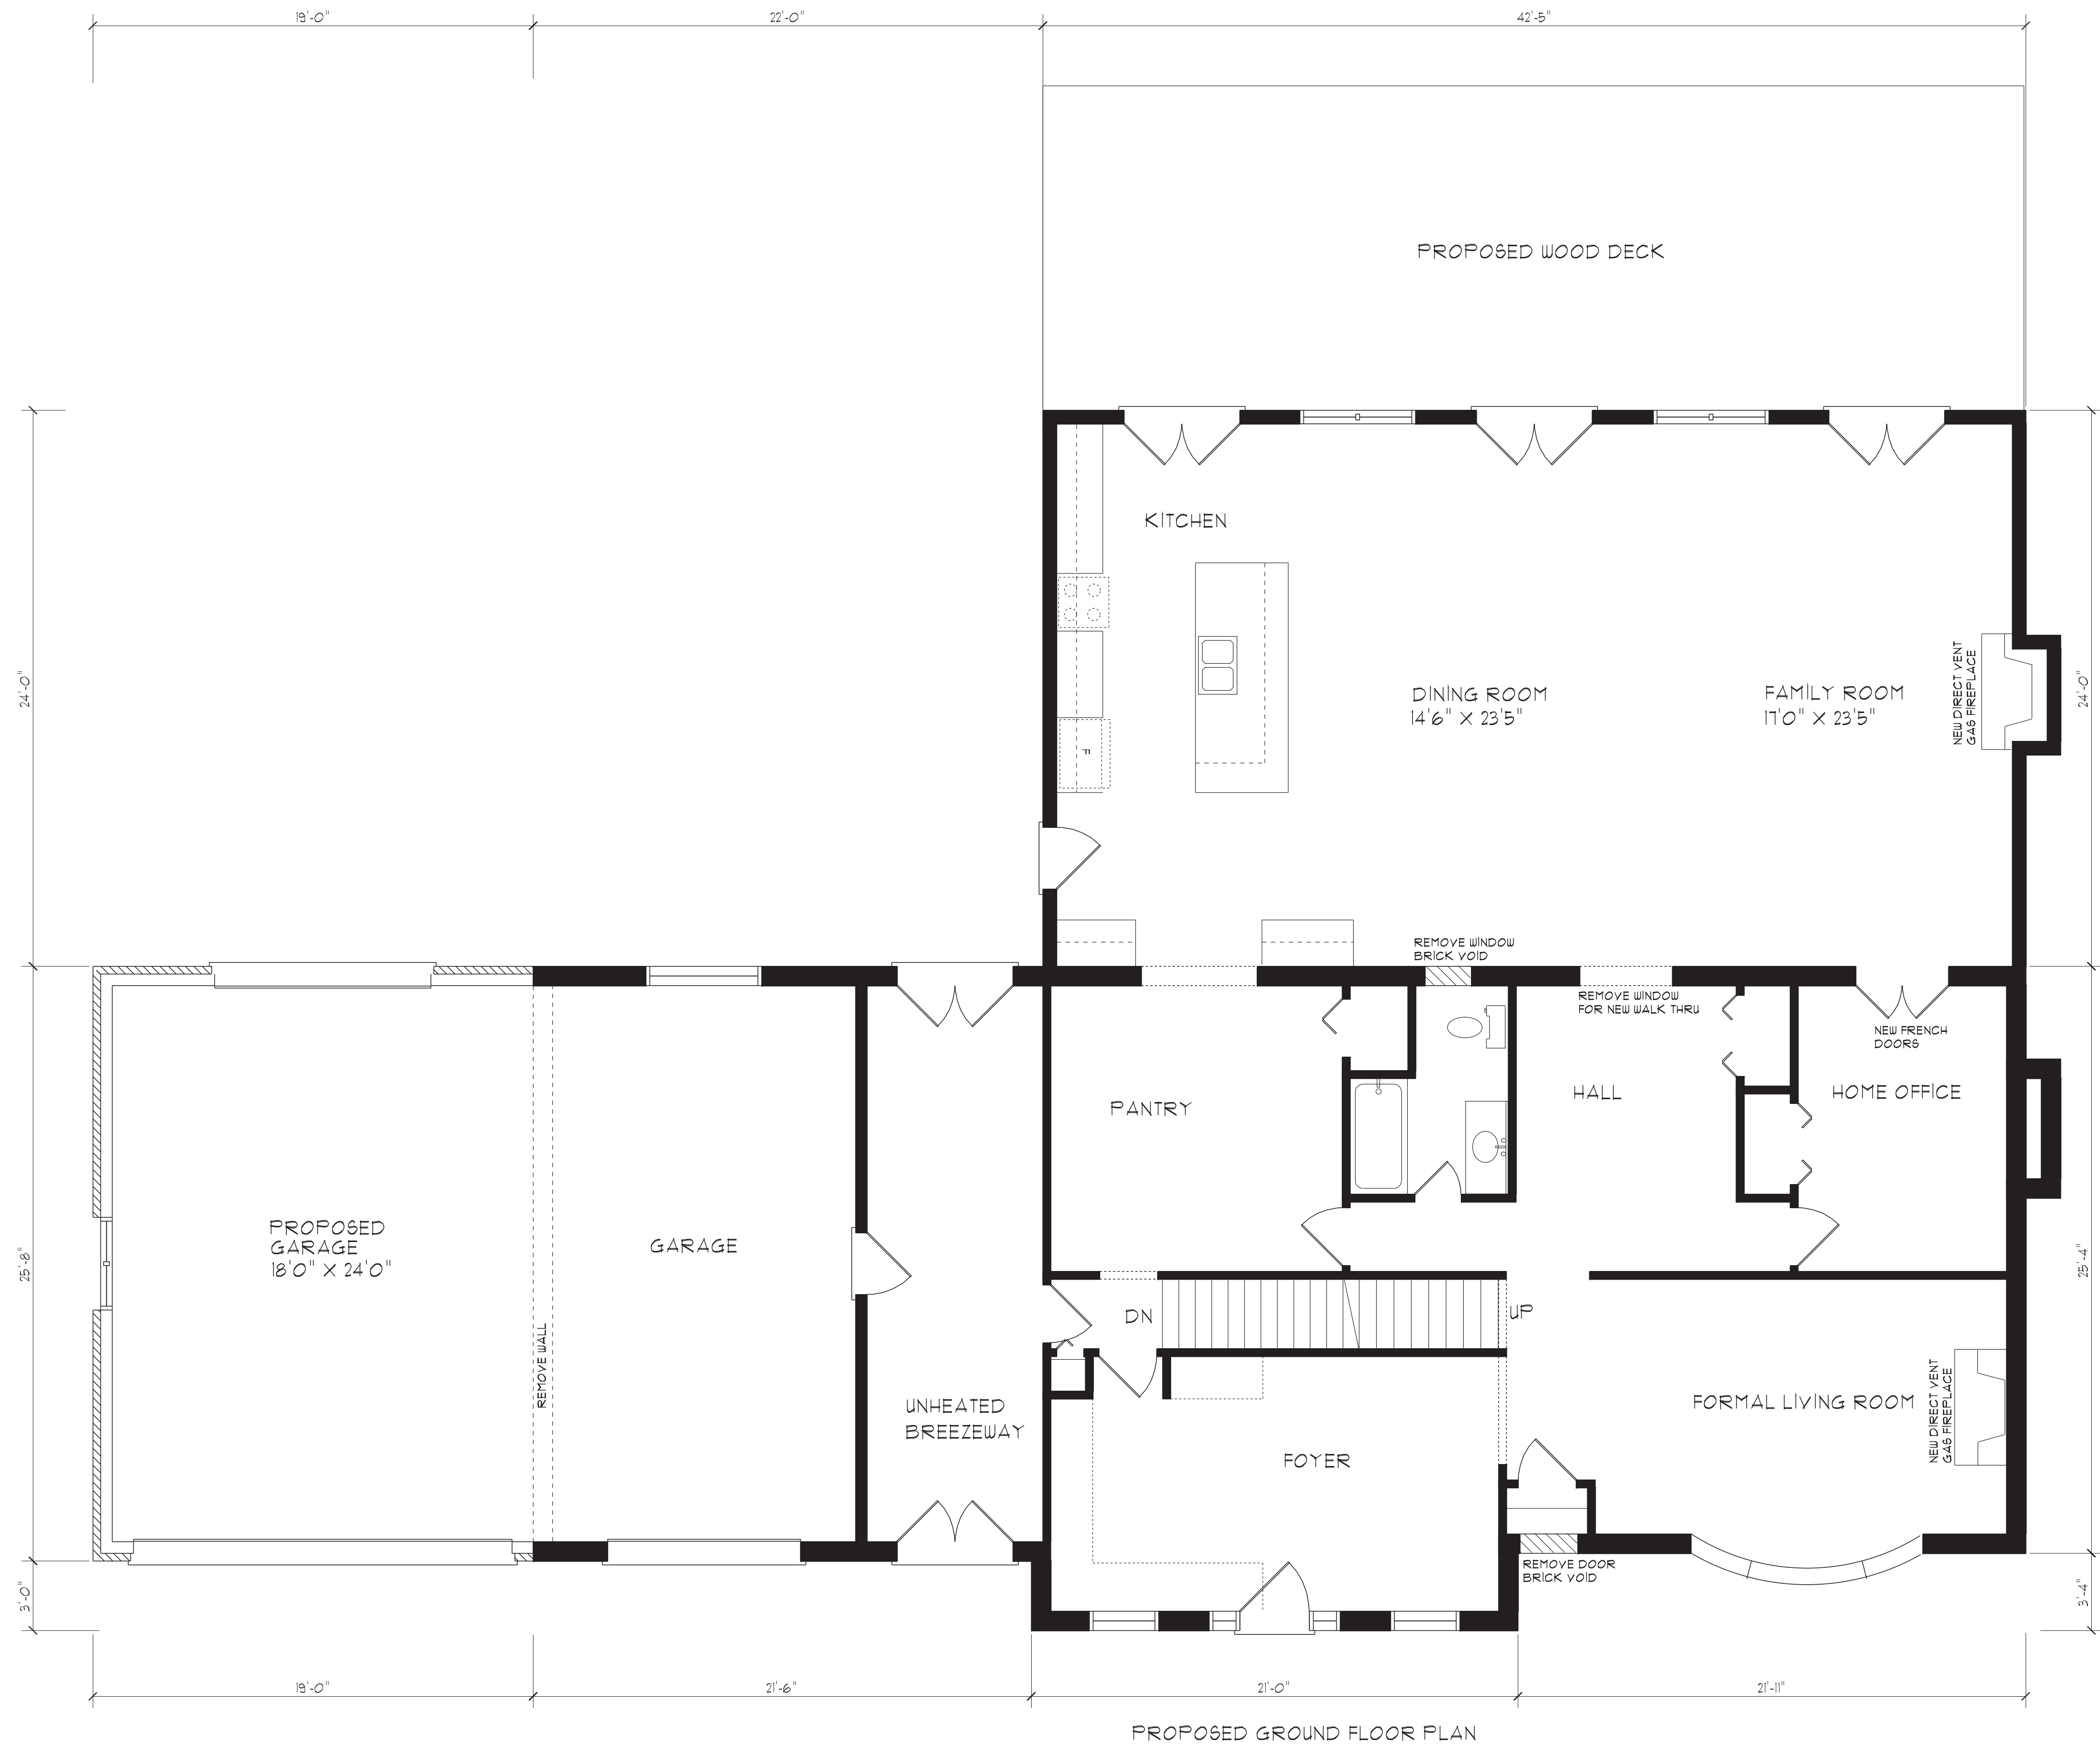 19'-0"
22'-0"
42'-5"
PROPOSED WOOD DECK
KITCHEN
DINING ROOM
14'6" X 23'5"
FAMILY ROOM
17'0" X 23'5"
NEW DIRECT VENT
GAS FIREPLACE
24'-0"
24'-0"
F
REMOVE WINDOW
BRICK VOID
REMOVE WINDOW
FOR NEW WALK THRU
NEW FRENCH
DOORS
PANTRY
HALL
HOME OFFICE
PROPOSED
GARAGE
18'0" X 24'0"
GARAGE
25'-8"
25'-4"
DN
UP
REMOVE WALL
UNHEATED
BREEZEWAY
FOYER
FORMAL LIVING ROOM
NEW DIRECT VENT
GAS FIREPLACE
REMOVE DOOR
BRICK VOID
3'-0"
3'-4"
19'-0"
21'-6"
21'-0"
21'-11"
PROPOSED GROUND FLOOR PLAN